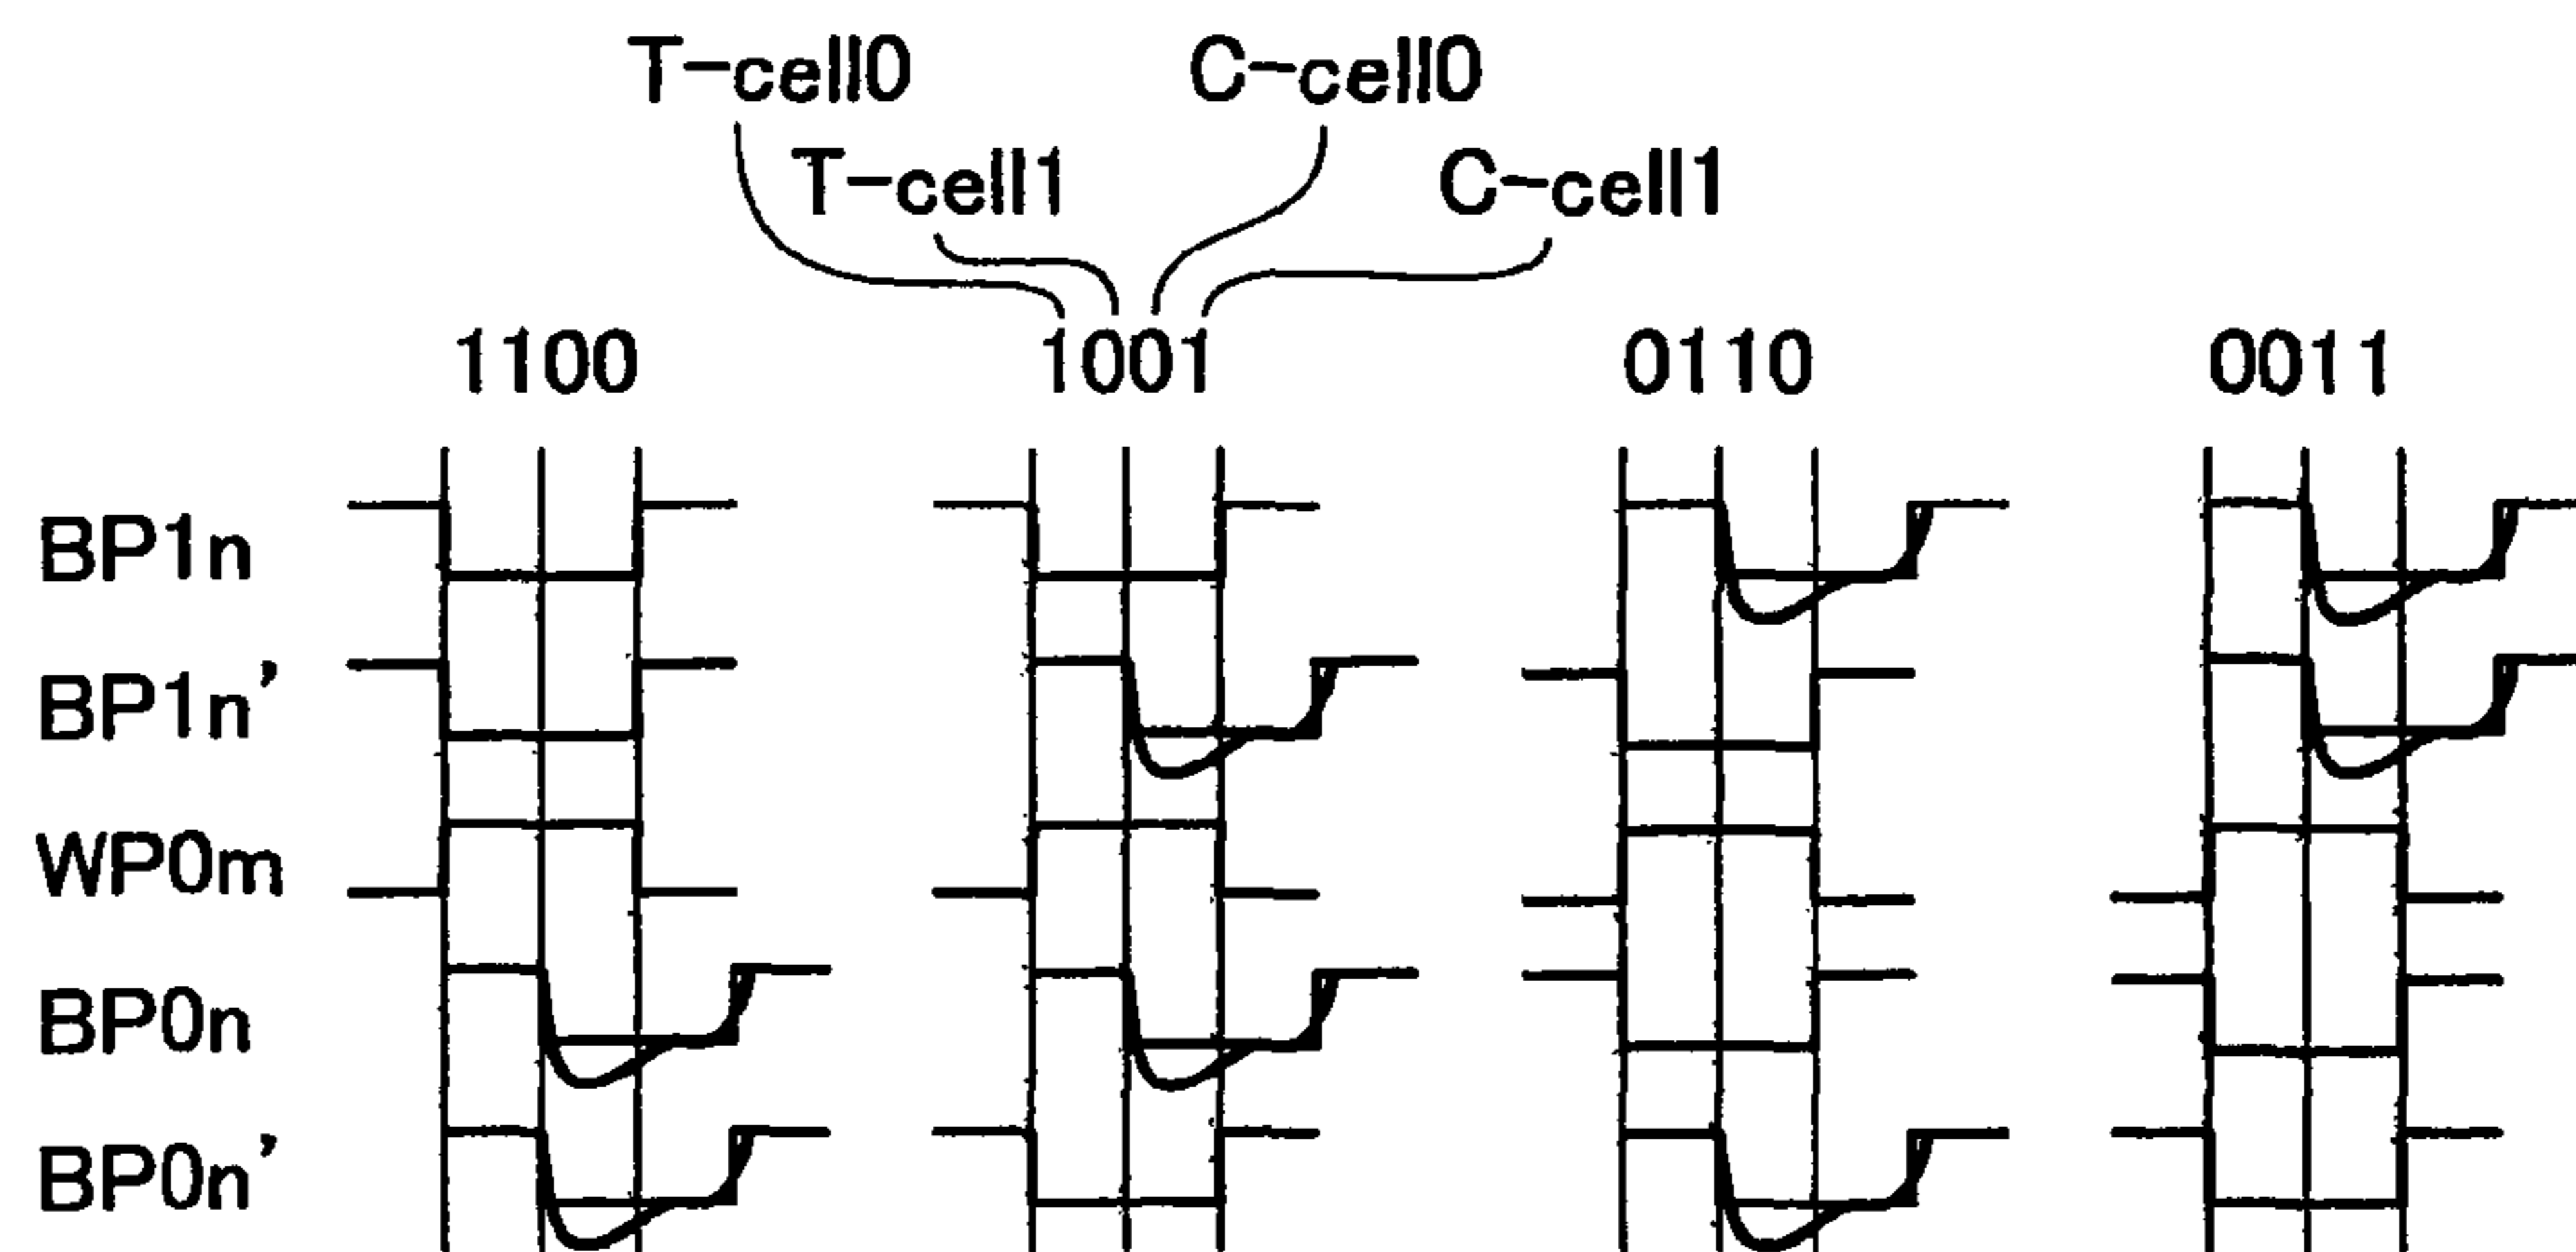 T-cell0 C-cell0
T-cell1 C-cell1
1100 1001 0110 0011
BP1n
BP1n’
WP0m
BP0n
BP0n’